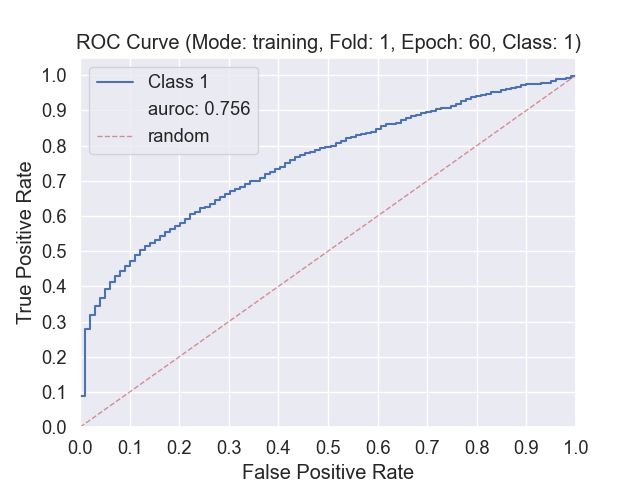 ROC Curve (Mode: training, Fold: 1, Epoch: 60, Class: 1)
Class 1
auroc: 0.756
random
True Positive Rate
1.0
0.9
0.8
0.7
0.6
0.5
0.4
0.3
0.2
0.1
0.0
0.0 0.1 0.2 0.3 0.4 0.5 0.6 0.7 0.8 0.9 1.0
False Positive Rate